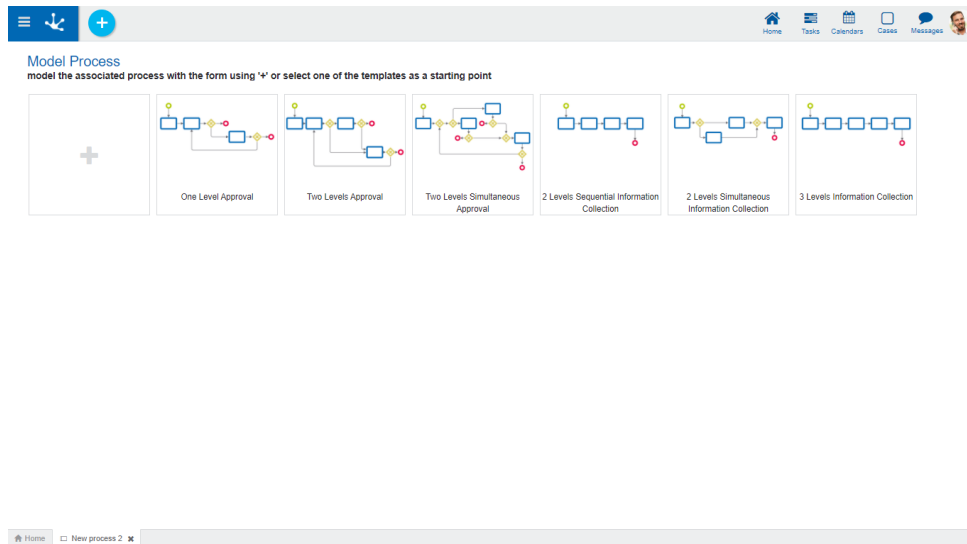 Home
Tasks
Calendars
Cases
Messages
Model Process
model the associated process with the form using '+' or select one of the templates as a starting point
One Level Approval
Two Levels Approval
Two Levels Simultaneous
Approval
2 Levels Sequential Information
Collection
2 Levels Simultaneous
Information Collection
3 Levels Information Collection
Home
New process 2